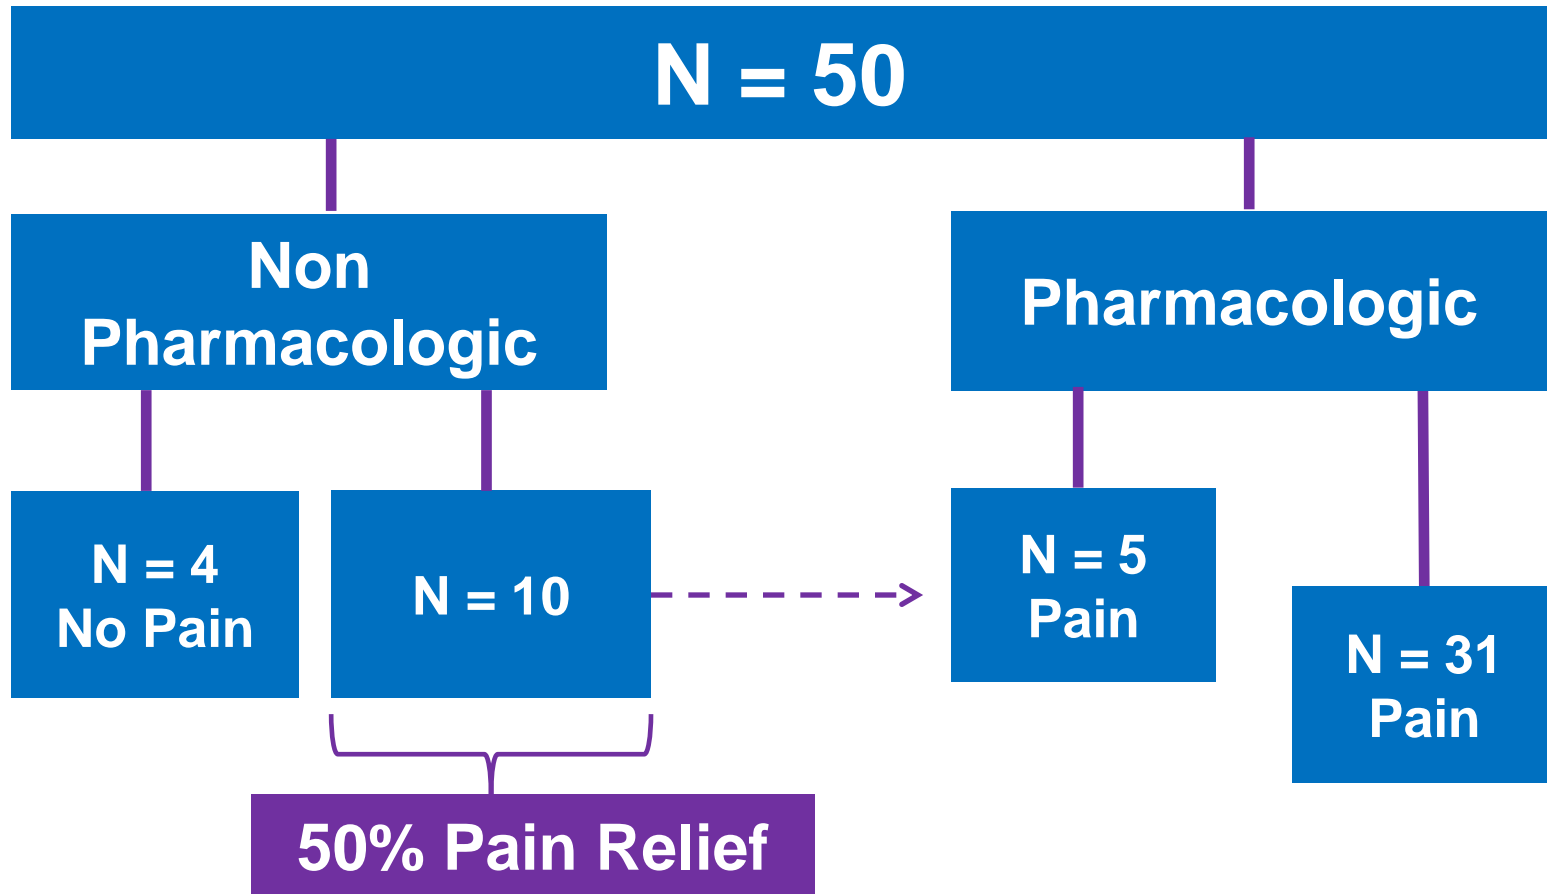 N = 50
Non
Pharmacologic
Pharmacologic
N = 4
No Pain
N = 10
N = 5
Pain
N = 31
Pain
50% Pain Relief